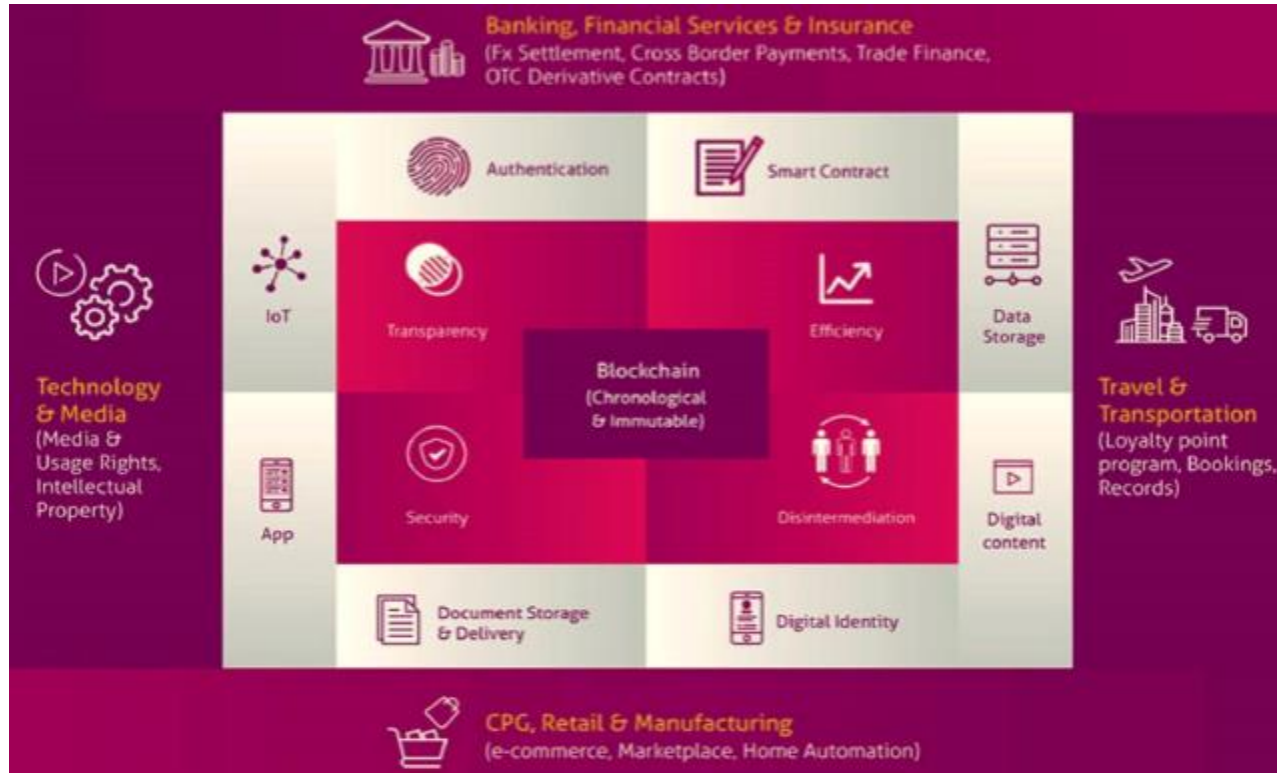 Banking, Financial Services & Insurance
(Fx Settlement, Cross Border Payments, Trade Finance,
OTC Derivative Contracts)
Authentication
Smart Contract
IoT
Transparency
Efficiency
Data
Storage
Blockchain
(Chronological
& Immutable)
Technology
& Media
(Media &
Usage Rights,
Intellectual
Property)
Travel &
Transportation
(Loyalty point
program, Bookings,
Records)
App
Security
Disintermediation
Digital
content
Document Storage
& Delivery
Digital Identity
CPG, Retail & Manufacturing
(e-commerce, Marketplace, Home Automation)